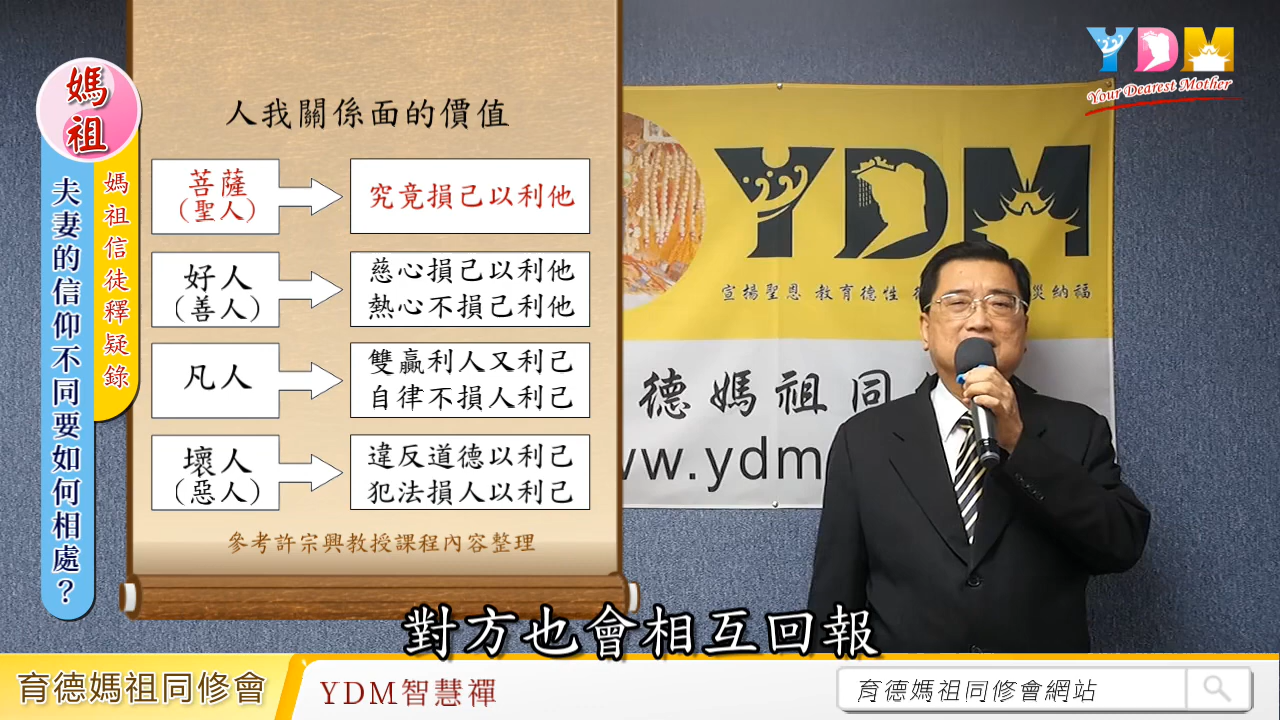 媽祖
媽祖信徒釋疑錄
夫妻的信仰不同要如何相處？
人我關係面的價值
菩薩
（聖人）
究竟損己以利他
好人
（善人）
慈心損己以利他
熱心不損己利他
凡人
雙贏利人又利己
自律不損人利己
壞人
（惡人）
違反道德以利己
犯法損人以利己
參考許宗興教授課程內容整理
YDM
Your Dearest Mother
YDM
宣揚聖恩 教育德性 災納福
德媽祖同
ww.ydm
對方也會相互回報
育德媽祖同修會
YDM智慧禪
育德媽祖同修會網站